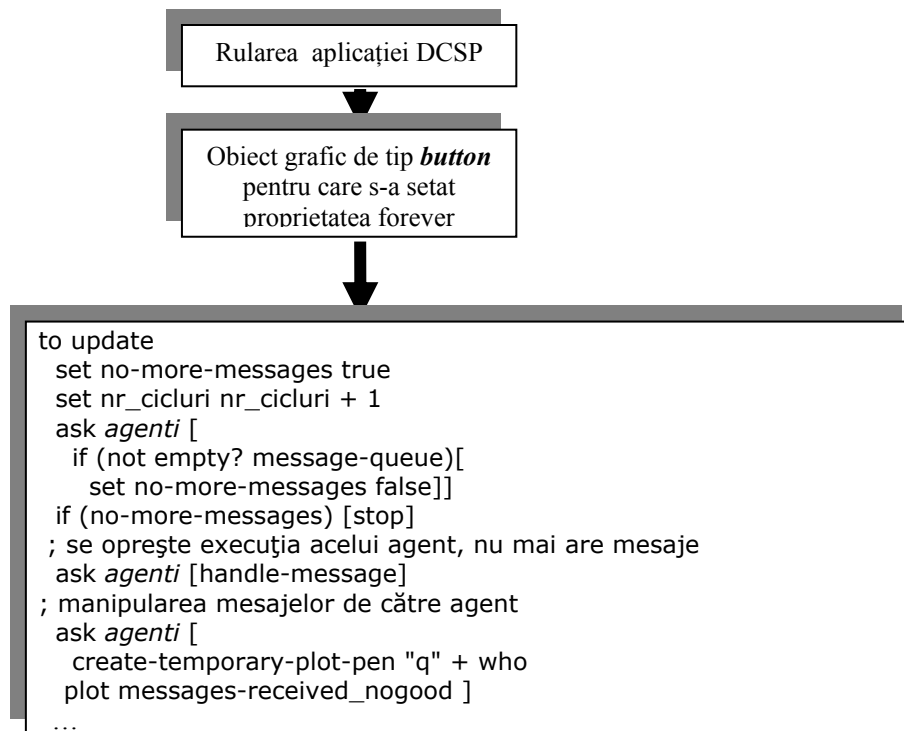 Rularea aplicației DCSP
Obiect grafic de tip button
pentru care s-a setat
proprietatea forever
to update
set no-more-messages true
set nr_cicluri nr_cicluri + 1
ask agenti [
if (not empty? message-queue)[
set no-more-messages false]]
if (no-more-messages) [stop]
; se oprește execuţia acelui agent, nu mai are mesaje
ask agenti [handle-message]
; manipularea mesajelor de către agent
ask agenti [
create-temporary-plot-pen "q" + who
plot messages-received_nogood ]
...